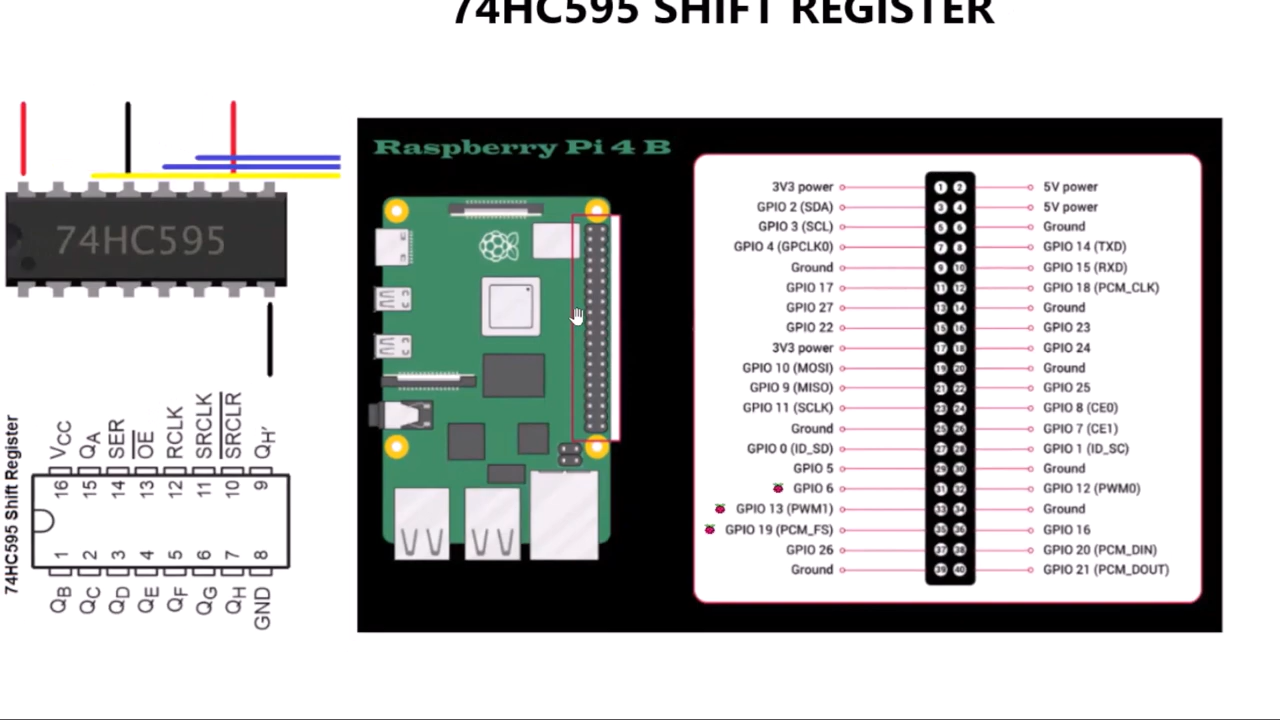 74HC595 SHIFT REGISTER
Raspberry Pi 4 B
74HC595
74HC595 Shift Register
VCC QA SER OE RCLK SRCLK SRCLR QH'
16 15 14 13 12 11 10 9
1 2 3 4 5 6 7 8
QB QC QD QE QF QG QH GND
3V3 power 1 2 5V power
GPIO 2 (SDA) 3 4 5V power
GPIO 3 (SCL) 5 6 Ground
GPIO 4 (GPCLK0) 7 8 GPIO 14 (TXD)
Ground 9 10 GPIO 15 (RXD)
GPIO 17 11 12 GPIO 18 (PCM_CLK)
GPIO 27 13 14 Ground
GPIO 22 15 16 GPIO 23
3V3 power 17 18 GPIO 24
GPIO 10 (MOSI) 19 20 Ground
GPIO 9 (MISO) 21 22 GPIO 25
GPIO 11 (SCLK) 23 24 GPIO 8 (CE0)
Ground 25 26 GPIO 7 (CE1)
GPIO 0 (ID_SD) 27 28 GPIO 1 (ID_SC)
GPIO 5 29 30 Ground
GPIO 6 31 32 GPIO 12 (PWM0)
GPIO 13 (PWM1) 33 34 Ground
GPIO 19 (PCM_FS) 35 36 GPIO 16
GPIO 26 37 38 GPIO 20 (PCM_DIN)
Ground 39 40 GPIO 21 (PCM_DOUT)